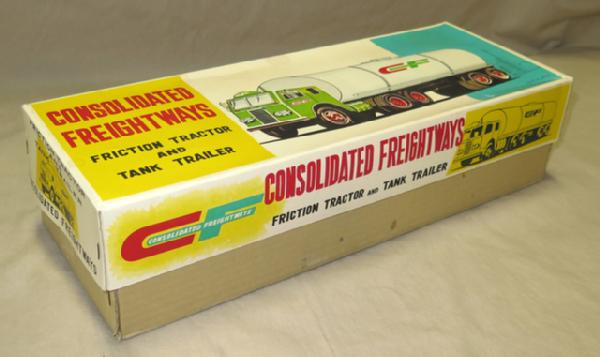 CONSOLIDATED
FREIGHTWAYS
FRICTION TRACTOR
AND
TANK TRAILER
CF
CONSOLIDATED FREIGHTWAYS
FRICTION TRACTOR AND TANK TRAILER
CF
CONSOLIDATED FREIGHTWAYS
CF
FREIGHTWAYS